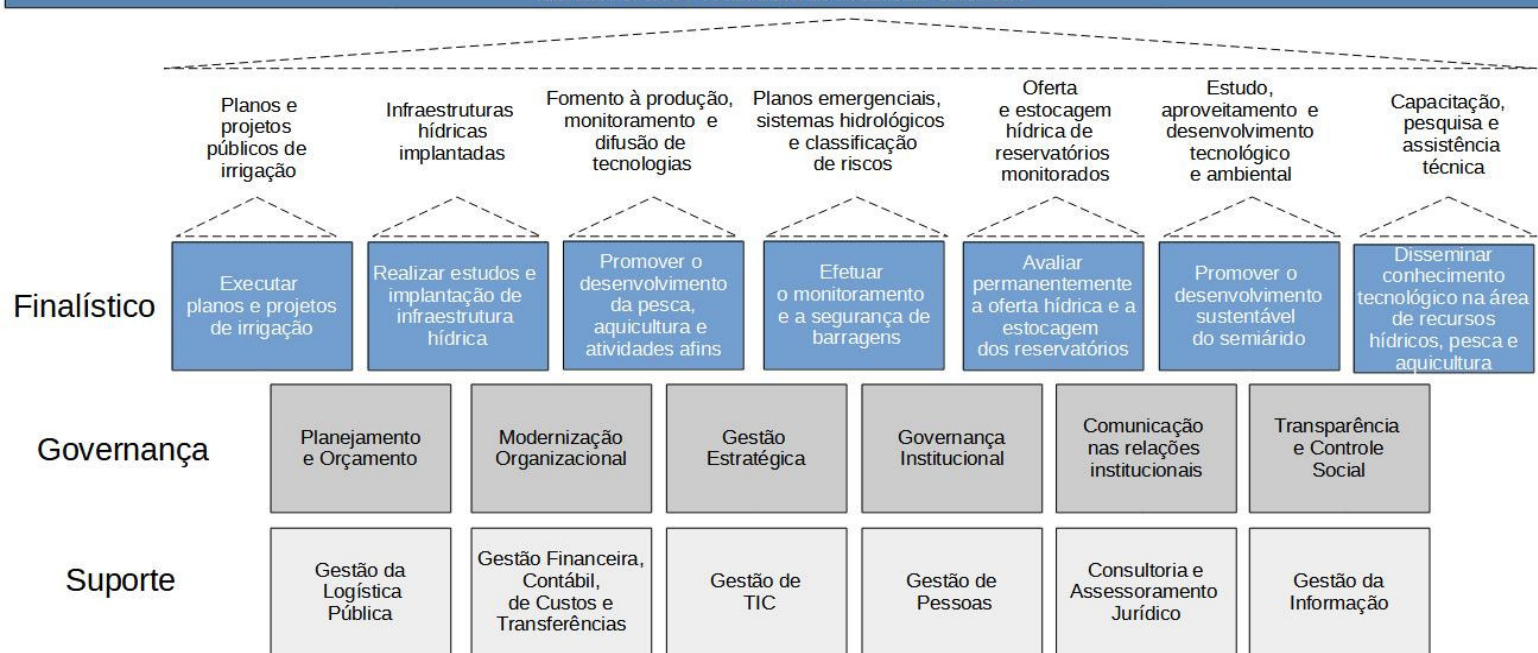 Planos e
projetos
públicos de
irrigação
Infraestruturas
hídricas
implantadas
Fomento à produção,
monitoramento e
difusão de
tecnologias
Planos emergenciais,
sistemas hidrológicos
e classificação
de riscos
Oferta
e estocagem
hídrica de
reservatórios
monitorados
Estudo,
aproveitamento e
desenvolvimento
tecnológico
e ambiental
Capacitação,
pesquisa e
assistência
técnica
Finalístico
Executar
planos e projetos
de irrigação
Realizar estudos e
implantação de
infraestrutura
hídrica
Promover o
desenvolvimento
da pesca,
aquicultura e
atividades afins
Efetuar
o monitoramento
e a segurança de
barragens
Avaliar
permanentemente
a oferta hídrica e a
estocagem
dos reservatórios
Promover o
desenvolvimento
sustentável
do semiárido
Disseminar
conhecimento
tecnológico na área
de recursos
hídricos, pesca e
aquicultura
Governança
Planejamento
e Orçamento
Modernização
Organizacional
Gestão
Estratégica
Governança
Institucional
Comunicação
nas relações
institucionais
Transparência
e Controle
Social
Suporte
Gestão da
Logística
Pública
Gestão Financeira,
Contábil,
de Custos e
Transferências
Gestão de
TIC
Gestão de
Pessoas
Consultoria e
Assessoramento
Jurídico
Gestão da
Informação